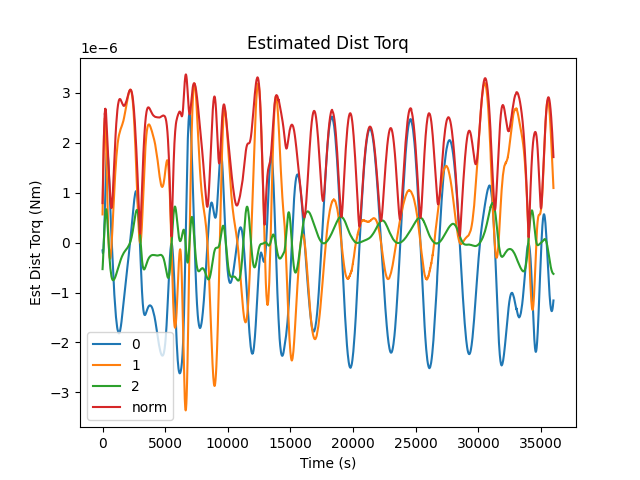 Estimated Dist Torq
1e−6
3
2
1
0
−1
−2
−3
Est Dist Torq (Nm)
0
1
2
norm
0 5000 10000 15000 20000 25000 30000 35000
Time (s)